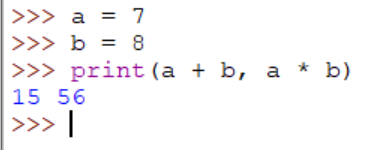 >>> a = 7
>>> b = 8
>>> print(a + b, a * b)
15 56
>>>